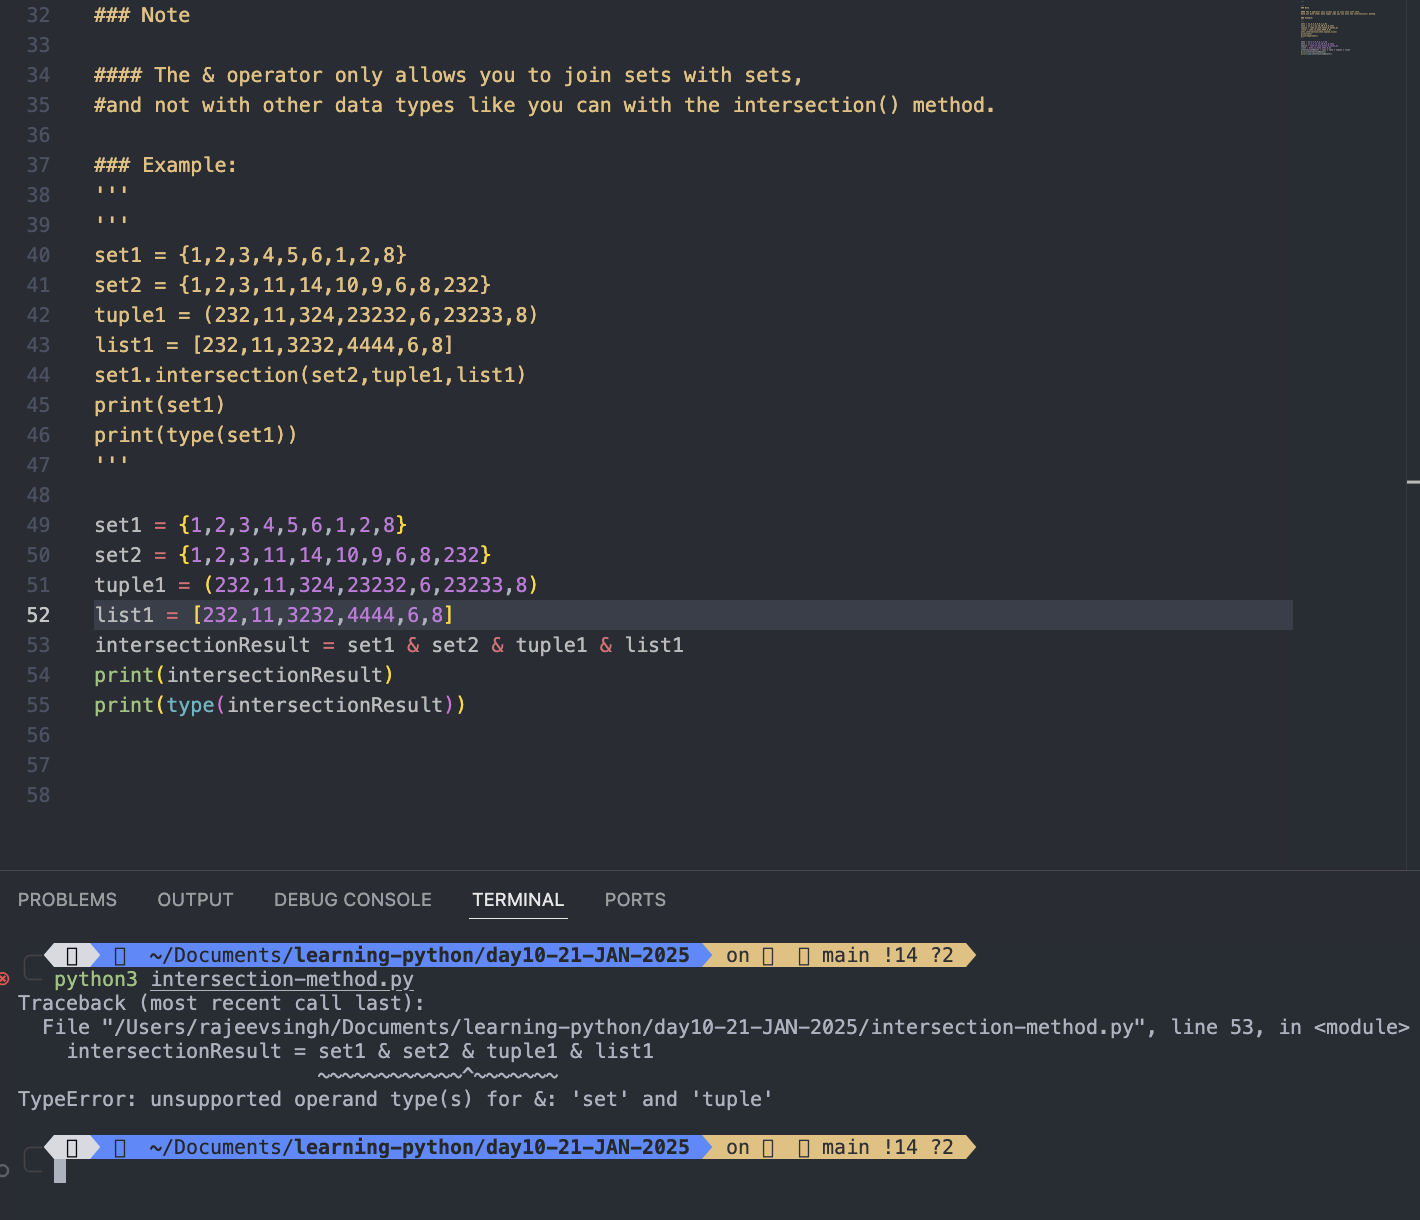 32 ### Note
33
34 #### The & operator only allows you to join sets with sets,
35 #and not with other data types like you can with the intersection() method.
36
37 ### Example:
38 '''
39 '''
40 set1 = {1,2,3,4,5,6,1,2,8}
41 set2 = {1,2,3,11,14,10,9,6,8,232}
42 tuple1 = (232,11,324,23232,6,23233,8)
43 list1 = [232,11,3232,4444,6,8]
44 set1.intersection(set2,tuple1,list1)
45 print(set1)
46 print(type(set1))
47 '''
48
49 set1 = {1,2,3,4,5,6,1,2,8}
50 set2 = {1,2,3,11,14,10,9,6,8,232}
51 tuple1 = (232,11,324,23232,6,23233,8)
52 list1 = [232,11,3232,4444,6,8]
53 intersectionResult = set1 & set2 & tuple1 & list1
54 print(intersectionResult)
55 print(type(intersectionResult))
56
57
58
PROBLEMS OUTPUT DEBUG CONSOLE TERMINAL PORTS
~/Documents/learning-python/day10-21-JAN-2025 on main !14 ?2
python3 intersection-method.py
Traceback (most recent call last):
File "/Users/rajeevsingh/Documents/learning-python/day10-21-JAN-2025/intersection-method.py", line 53, in <module>
intersectionResult = set1 & set2 & tuple1 & list1
~~~~~~~~~~~~^~~~~~~~
TypeError: unsupported operand type(s) for &: 'set' and 'tuple'
~/Documents/learning-python/day10-21-JAN-2025 on main !14 ?2